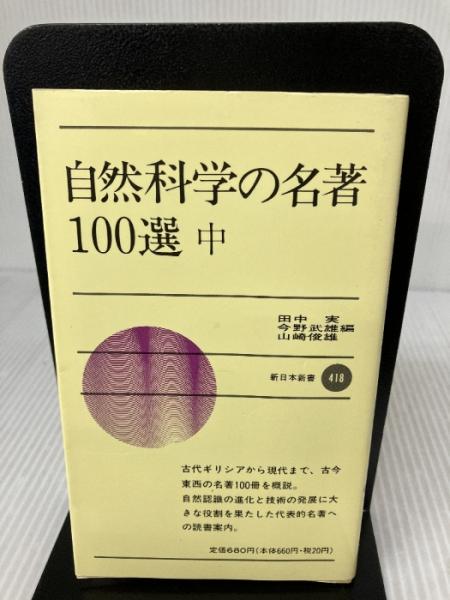 自然科学の名著
100選 中
田中 実
今野武雄編
山崎俊雄
新日本新書 418
古代ギリシアから現代まで、古今
東西の名著100冊を概説。
自然認識の進化と技術の発展に大
きな役割を果たした代表的名著へ
の読書案内。
定価680円(本体660円・税20円)